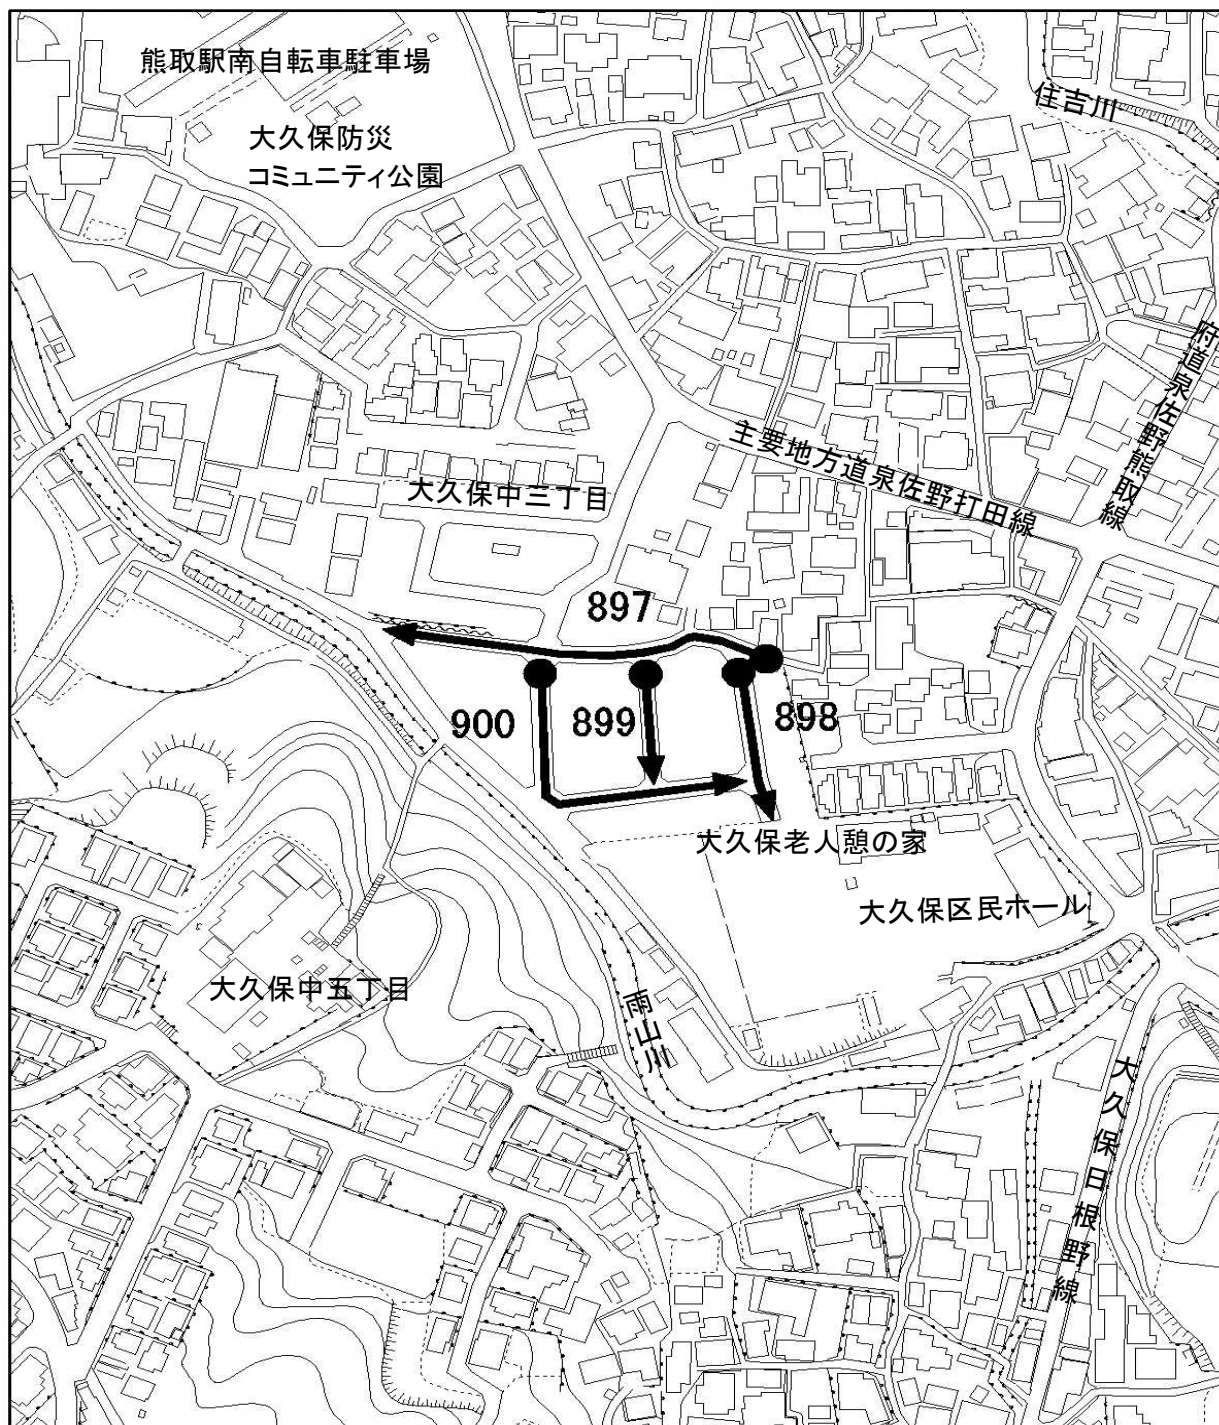 熊取駅南自転車駐車場
大久保防災
コミュニティ公園
住吉川
府道泉佐野熊取線
主要地方道泉佐野打田線
大久保中三丁目
897
900
899
898
大久保老人憩の家
大久保区民ホール
大久保中五丁目
雨山川
大久保日根野線